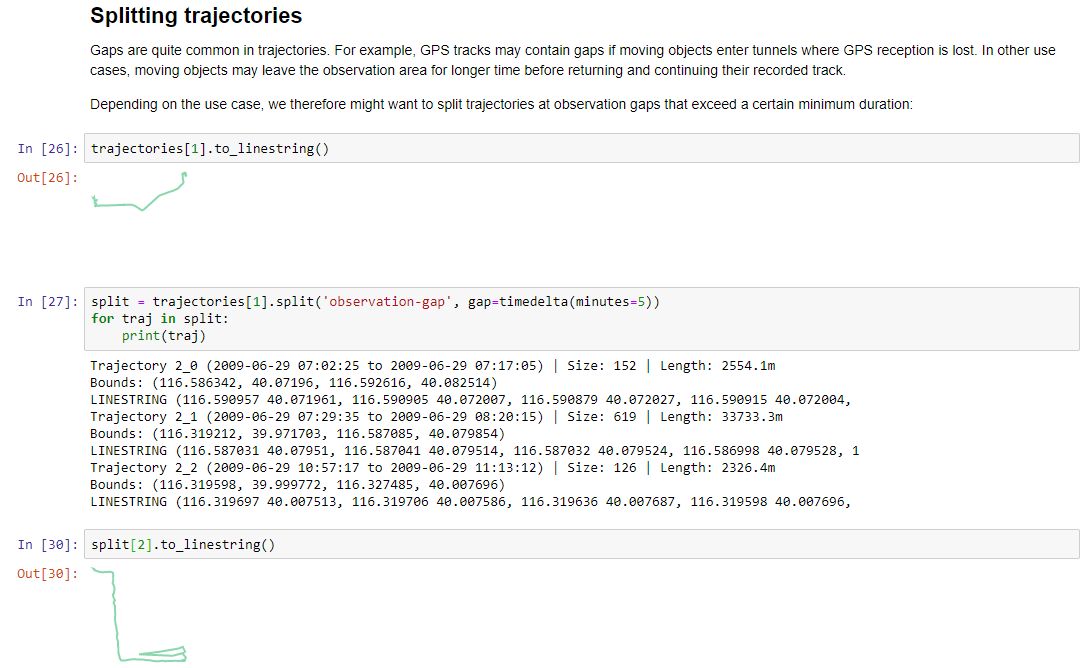 Splitting trajectories
Gaps are quite common in trajectories. For example, GPS tracks may contain gaps if moving objects enter tunnels where GPS reception is lost. In other use
cases, moving objects may leave the observation area for longer time before returning and continuing their recorded track.
Depending on the use case, we therefore might want to split trajectories at observation gaps that exceed a certain minimum duration:
In [26]: trajectories[1].to_linestring()
Out[26]:
In [27]: split = trajectories[1].split('observation-gap', gap=timedelta(minutes=5))
for traj in split:
    print(traj)
Trajectory 2_0 (2009-06-29 07:02:25 to 2009-06-29 07:17:05) | Size: 152 | Length: 2554.1m
Bounds: (116.586342, 40.07196, 116.592616, 40.082514)
LINESTRING (116.590957 40.071961, 116.590905 40.072007, 116.590879 40.072027, 116.590915 40.072004,
Trajectory 2_1 (2009-06-29 07:29:35 to 2009-06-29 08:20:15) | Size: 619 | Length: 33733.3m
Bounds: (116.319212, 39.971703, 116.587085, 40.079854)
LINESTRING (116.587031 40.07951, 116.587041 40.079514, 116.587032 40.079524, 116.586998 40.079528, 1
Trajectory 2_2 (2009-06-29 10:57:17 to 2009-06-29 11:13:12) | Size: 126 | Length: 2326.4m
Bounds: (116.319598, 39.999772, 116.327485, 40.007696)
LINESTRING (116.319697 40.007513, 116.319706 40.007586, 116.319636 40.007687, 116.319598 40.007696,
In [30]: split[2].to_linestring()
Out[30]: